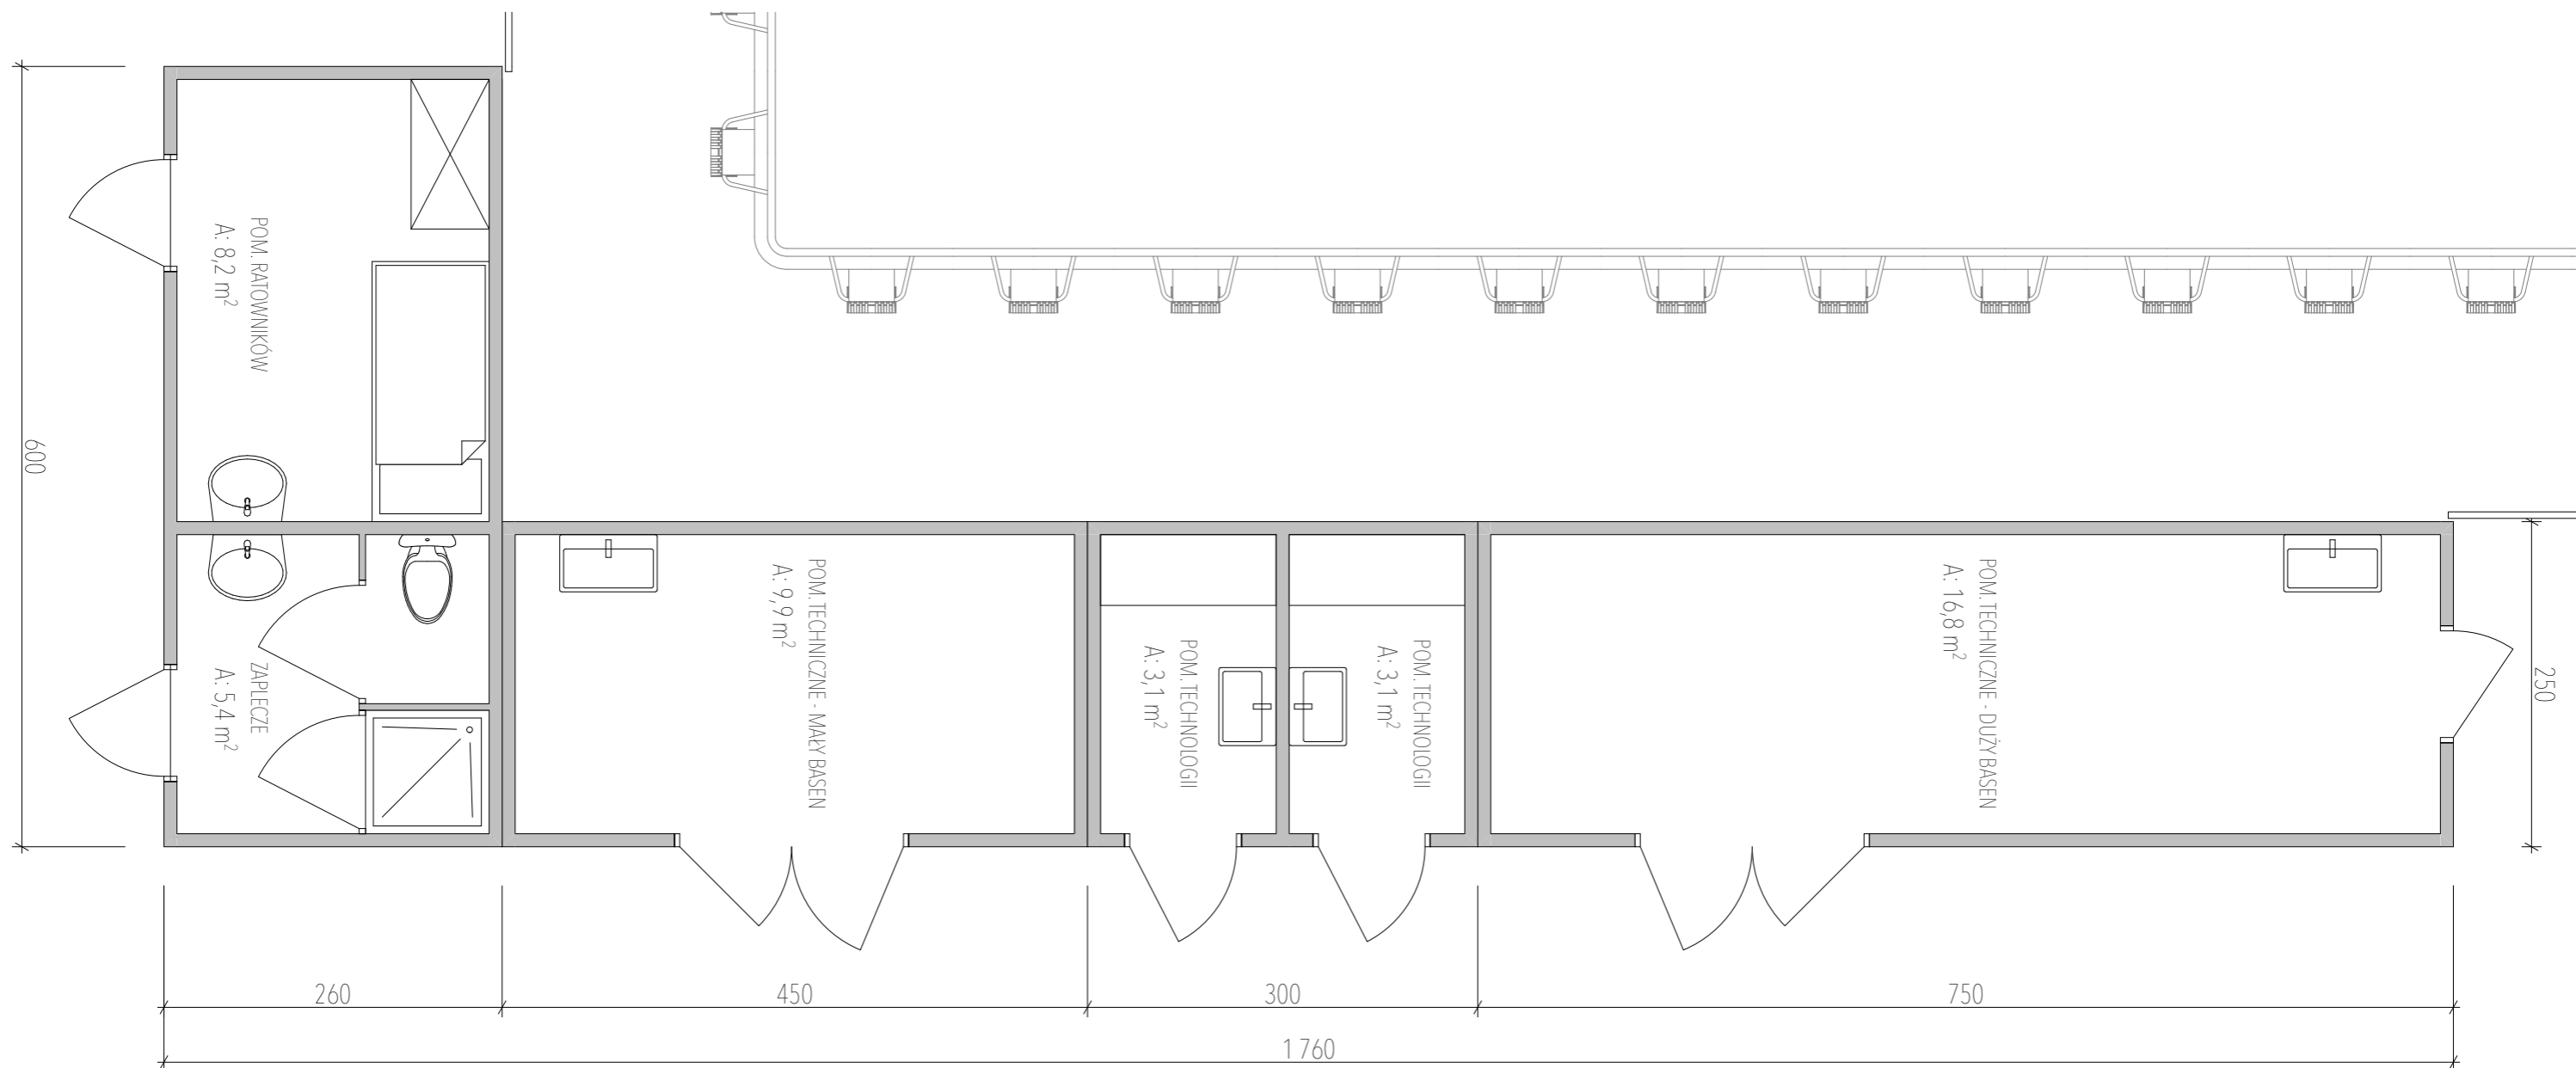 600
POM. RATOWNIKÓW
A: 8,2 m²
ZAPLECZE
A: 5,4 m²
POM.TECHNICZNE - MAŁY BASEN
A: 9,9 m²
POM.TECHNOLOGII
A: 3,1 m²
POM.TECHNOLOGII
A: 3,1 m²
POM.TECHNICZNE - DUŻY BASEN
A: 16,8 m²
250
260
450
300
750
1 760